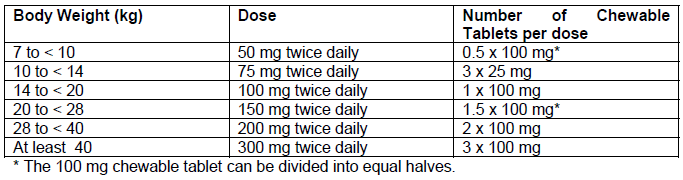 Body Weight (kg) Dose Number of Chewable
Tablets per dose
7 to < 10 50 mg twice daily 0.5 x 100 mg*
10 to < 14 75 mg twice daily 3 x 25 mg
14 to < 20 100 mg twice daily 1 x 100 mg
20 to < 28 150 mg twice daily 1.5 x 100 mg*
28 to < 40 200 mg twice daily 2 x 100 mg
At least 40 300 mg twice daily 3 x 100 mg
* The 100 mg chewable tablet can be divided into equal halves.